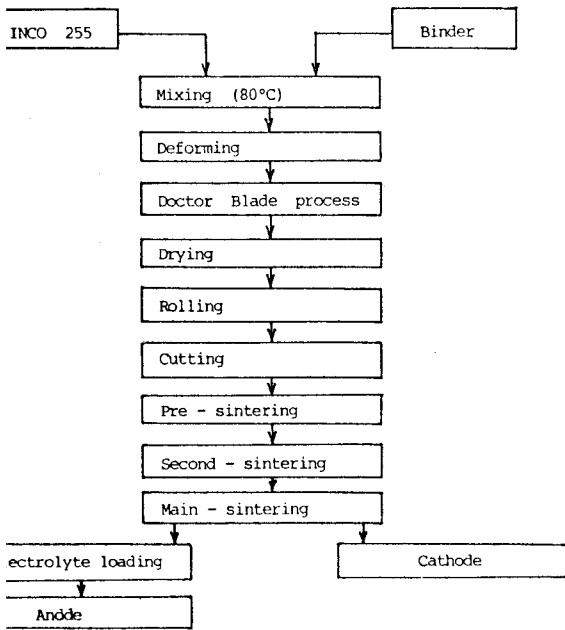 INCO 255
Binder
Mixing (80°C)
Deforming
Doctor Blade process
Drying
Rolling
Cutting
Pre - sintering
Second - sintering
Main - sintering
ectrolyte loading
Cathode
Andde